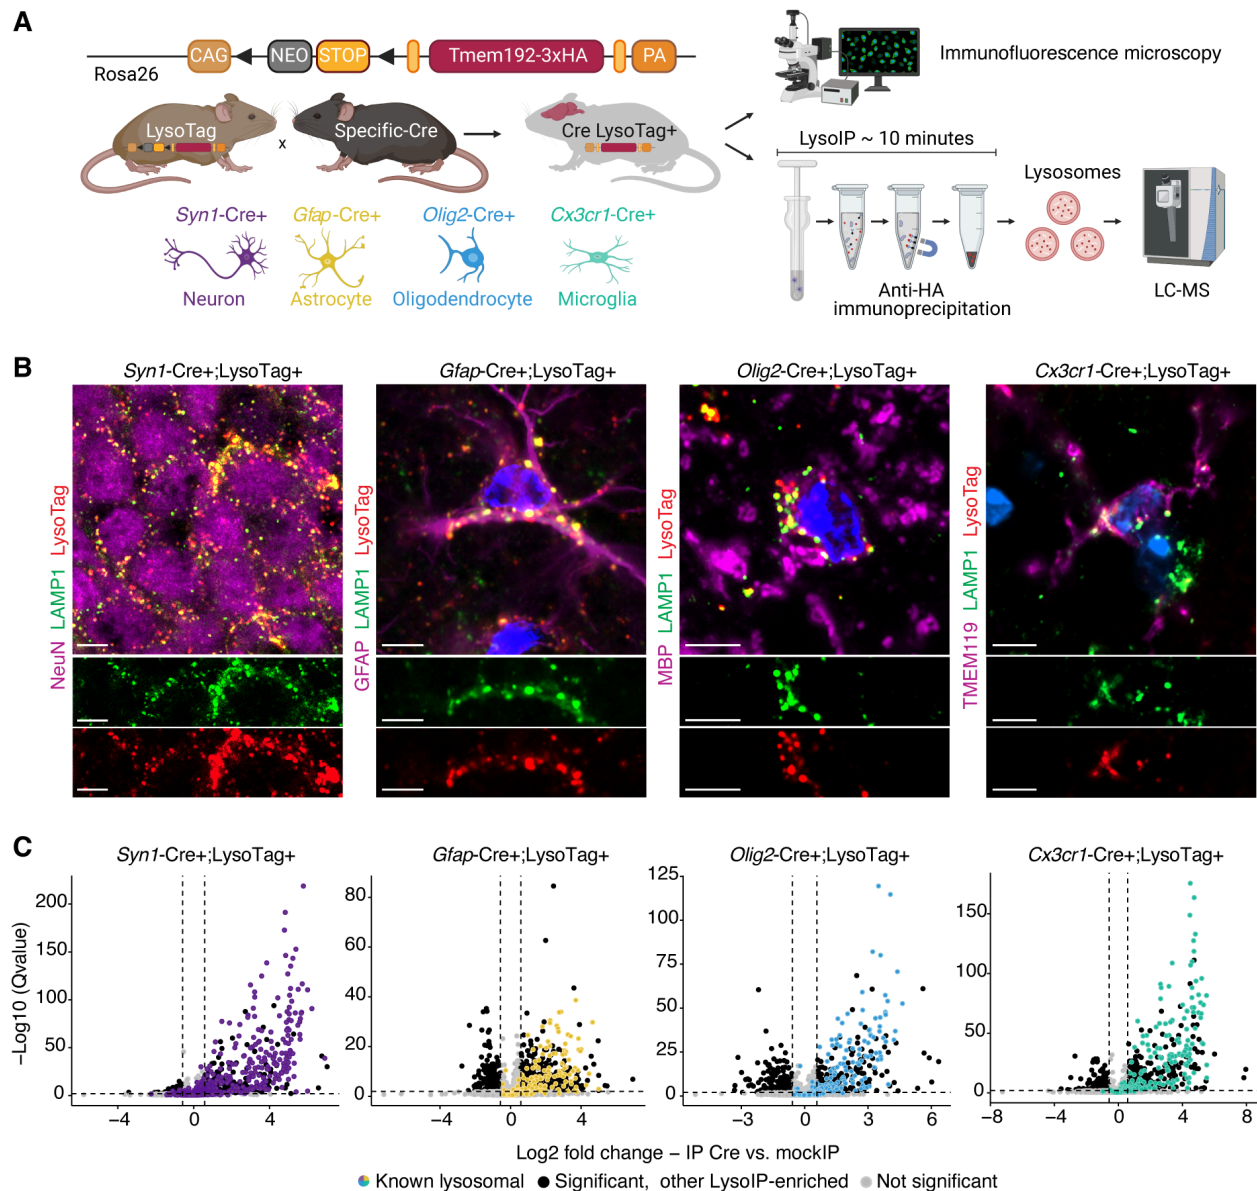 A
CAG NEO STOP Tmem192-3xHA PA
Rosa26
LysoTag x Specific-Cre Cre LysoTag+
Immunofluorescence microscopy
LysoIP ~ 10 minutes
Lysosomes
Syn1-Cre+ Gfap-Cre+ Olig2-Cre+ Cx3cr1-Cre+
Neuron Astrocyte Oligodendrocyte Microglia
Anti-HA
immunoprecipitation
LC-MS
B
Syn1-Cre+;LysoTag+ Gfap-Cre+;LysoTag+ Olig2-Cre+;LysoTag+ Cx3cr1-Cre+;LysoTag+
NeuN LAMP1 LysoTag
GFAP LAMP1 LysoTag
MBP LAMP1 LysoTag
TMEM119 LAMP1 LysoTag
C
Syn1-Cre+;LysoTag+ Gfap-Cre+;LysoTag+ Olig2-Cre+;LysoTag+ Cx3cr1-Cre+;LysoTag+
−Log10 (Qvalue)
200
150
100
50
0
−4 0 4
80
60
40
20
0
−4 0 4
125
100
75
50
25
0
−3 0 3 6
150
100
50
0
−8 −4 0 4 8
Log2 fold change − IP Cre vs. mockIP
Known lysosomal Significant, other LysoIP-enriched Not significant